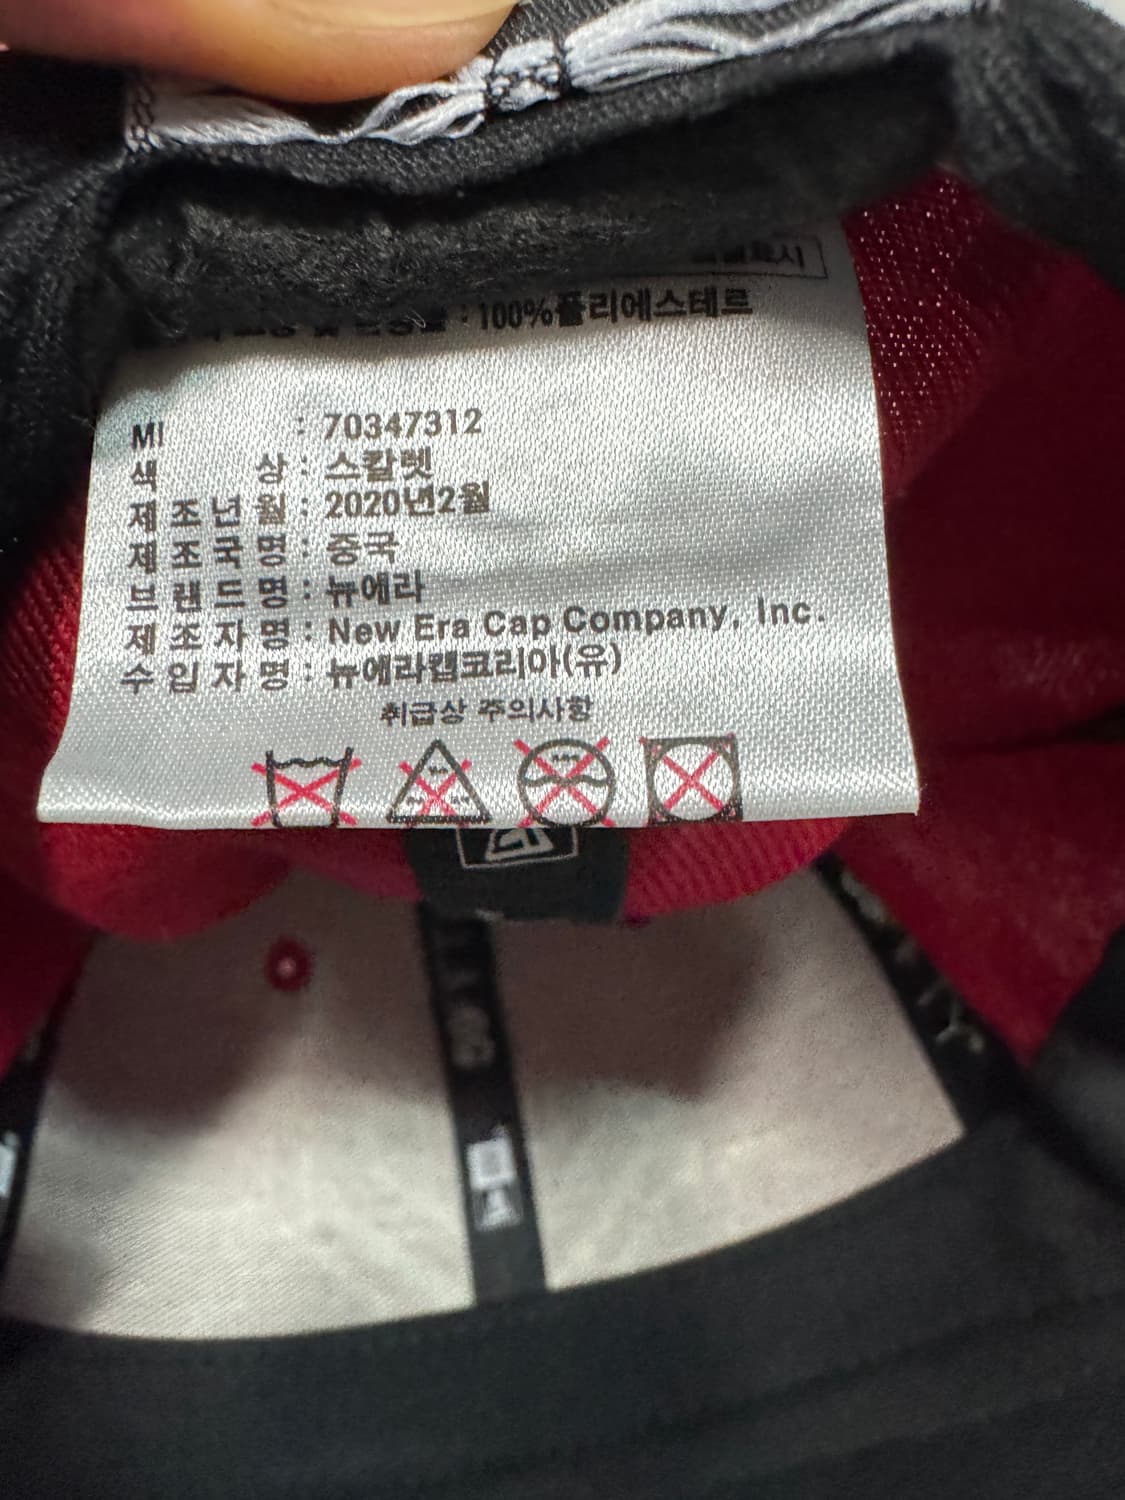 : 100%폴리에스테르
MI : 70347312
색 상 : 스칼렛
제 조 년 월 : 2020년2월
제 조 국 명 : 중국
브 랜 드 명 : 뉴에라
제 조 자 명 : New Era Cap Company, Inc.
수 입 자 명 : 뉴에라캡코리아(유)
취급상 주의사항